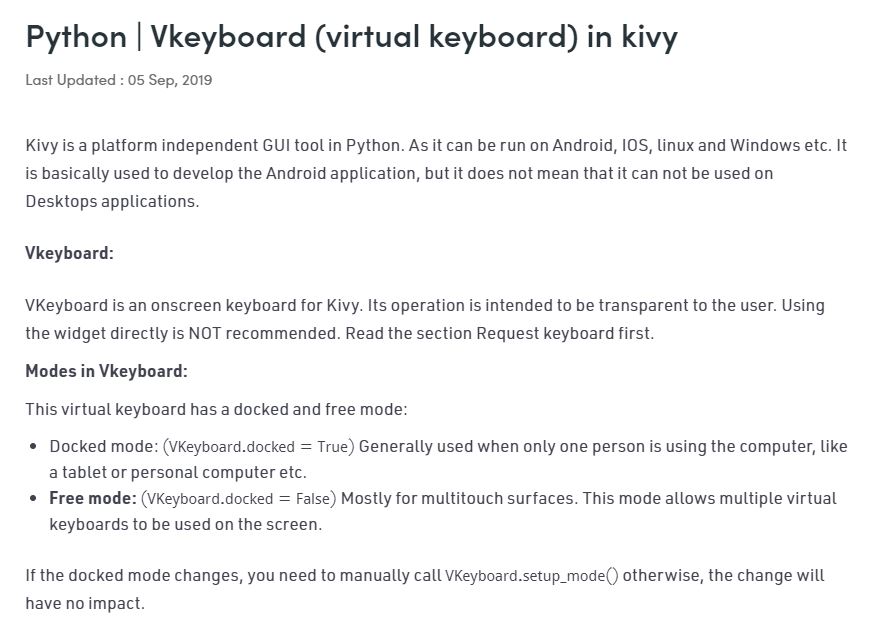 Python | Vkeyboard (virtual keyboard) in kivy
Last Updated : 05 Sep, 2019
Kivy is a platform independent GUI tool in Python. As it can be run on Android, IOS, linux and Windows etc. It
is basically used to develop the Android application, but it does not mean that it can not be used on
Desktops applications.
Vkeyboard:
VKeyboard is an onscreen keyboard for Kivy. Its operation is intended to be transparent to the user. Using
the widget directly is NOT recommended. Read the section Request keyboard first.
Modes in Vkeyboard:
This virtual keyboard has a docked and free mode:
• Docked mode: (VKeyboard.docked = True) Generally used when only one person is using the computer, like
a tablet or personal computer etc.
• Free mode: (VKeyboard.docked = False) Mostly for multitouch surfaces. This mode allows multiple virtual
keyboards to be used on the screen.
If the docked mode changes, you need to manually call VKeyboard.setup_mode() otherwise, the change will
have no impact.